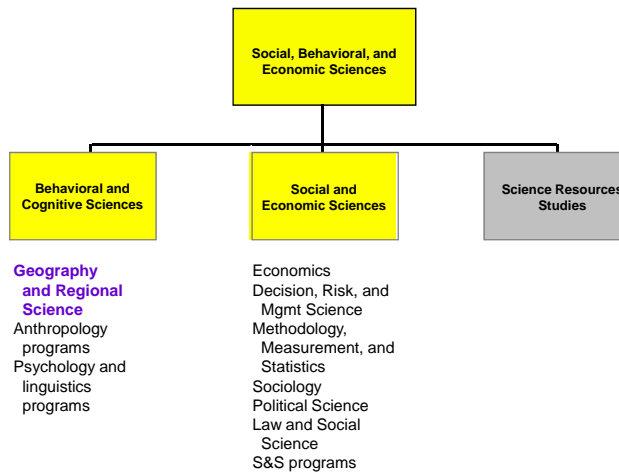 Social, Behavioral, and
Economic Sciences
Behavioral and
Cognitive Sciences
Social and
Economic Sciences
Science Resources
Studies
Geography
and Regional
Science
Anthropology
programs
Psychology and
linguistics
programs
Economics
Decision, Risk, and
Mgmt Science
Methodology,
Measurement, and
Statistics
Sociology
Political Science
Law and Social
Science
S&S programs